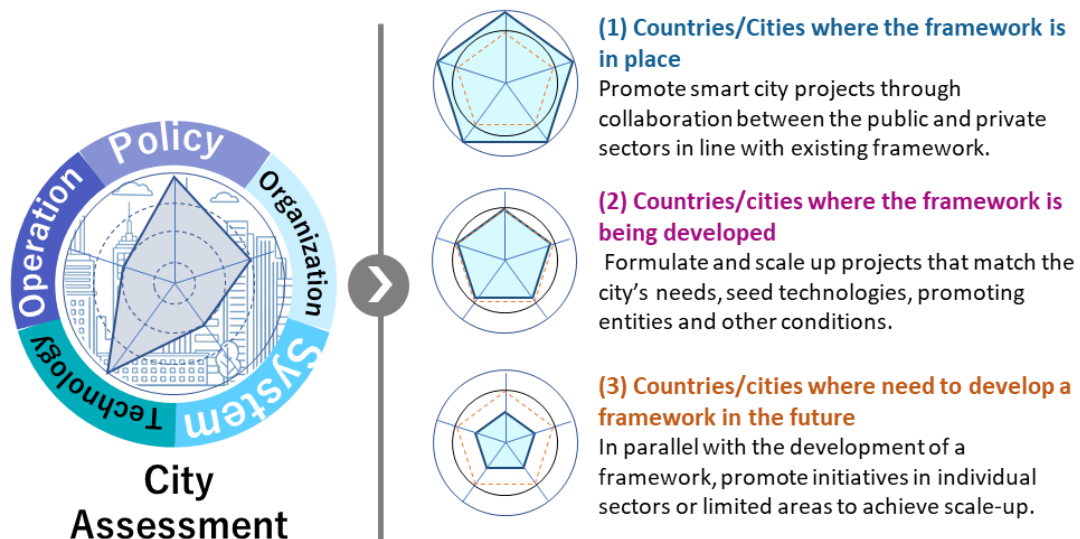 Policy
Organization
System
Technology
Operation
City
Assessment
(1) Countries/Cities where the framework is
in place
Promote smart city projects through
collaboration between the public and private
sectors in line with existing framework.
(2) Countries/cities where the framework is
being developed
Formulate and scale up projects that match the
city's needs, seed technologies, promoting
entities and other conditions.
(3) Countries/cities where need to develop a
framework in the future
In parallel with the development of a
framework, promote initiatives in individual
sectors or limited areas to achieve scale-up.